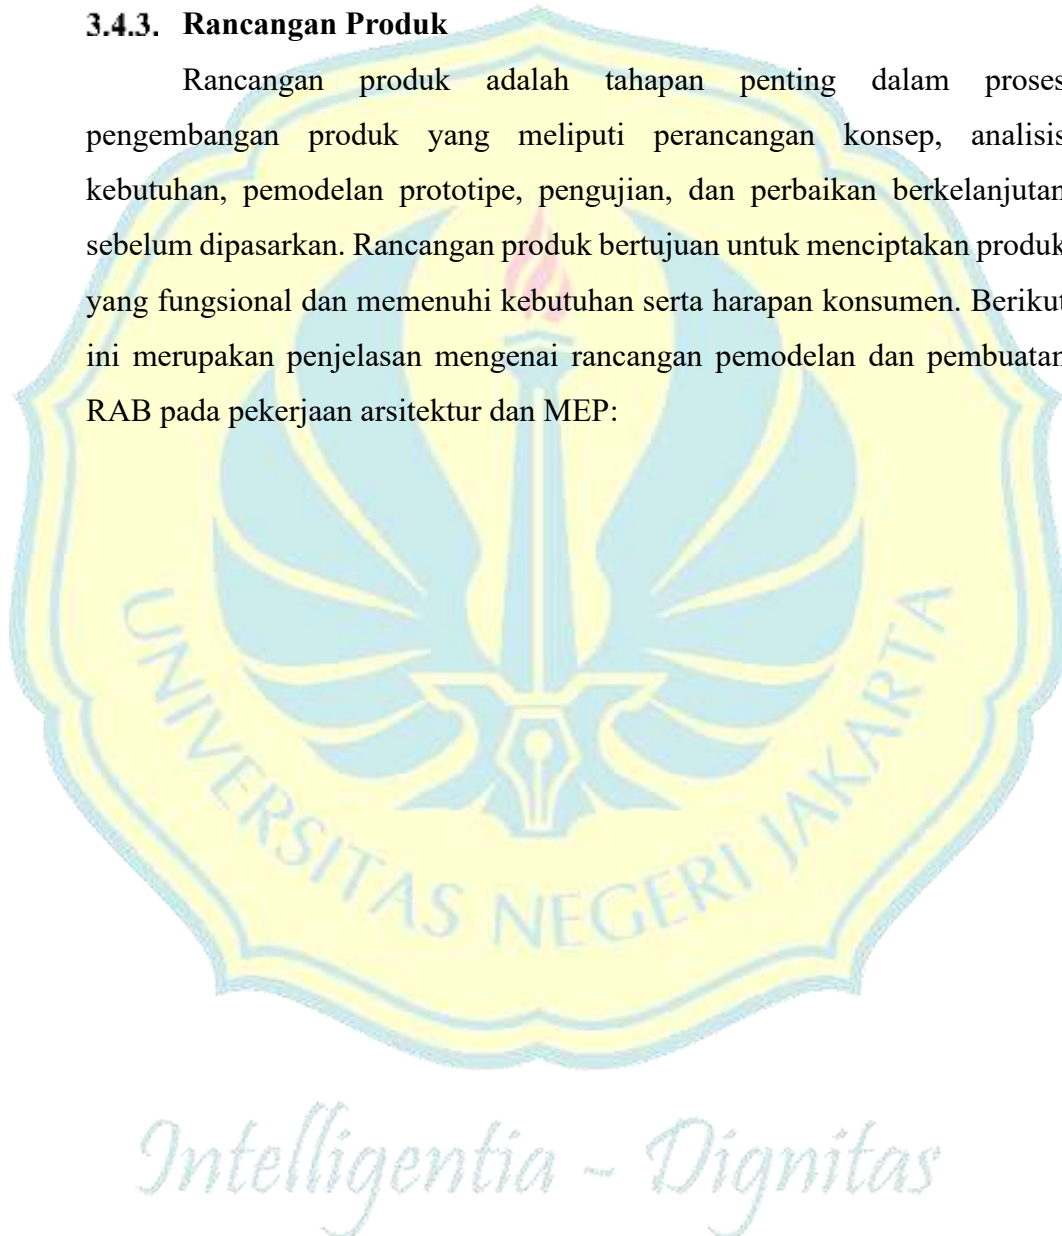 3.4.3. Rancangan Produk
Rancangan produk adalah tahapan penting dalam proses
pengembangan produk yang meliputi perancangan konsep, analisis
kebutuhan, pemodelan prototipe, pengujian, dan perbaikan berkelanjutan
sebelum dipasarkan. Rancangan produk bertujuan untuk menciptakan produk
yang fungsional dan memenuhi kebutuhan serta harapan konsumen. Berikut
ini merupakan penjelasan mengenai rancangan pemodelan dan pembuatan
RAB pada pekerjaan arsitektur dan MEP:
UNIVERSITAS NEGERI JAKARTA
Intelligentia - Dignitas